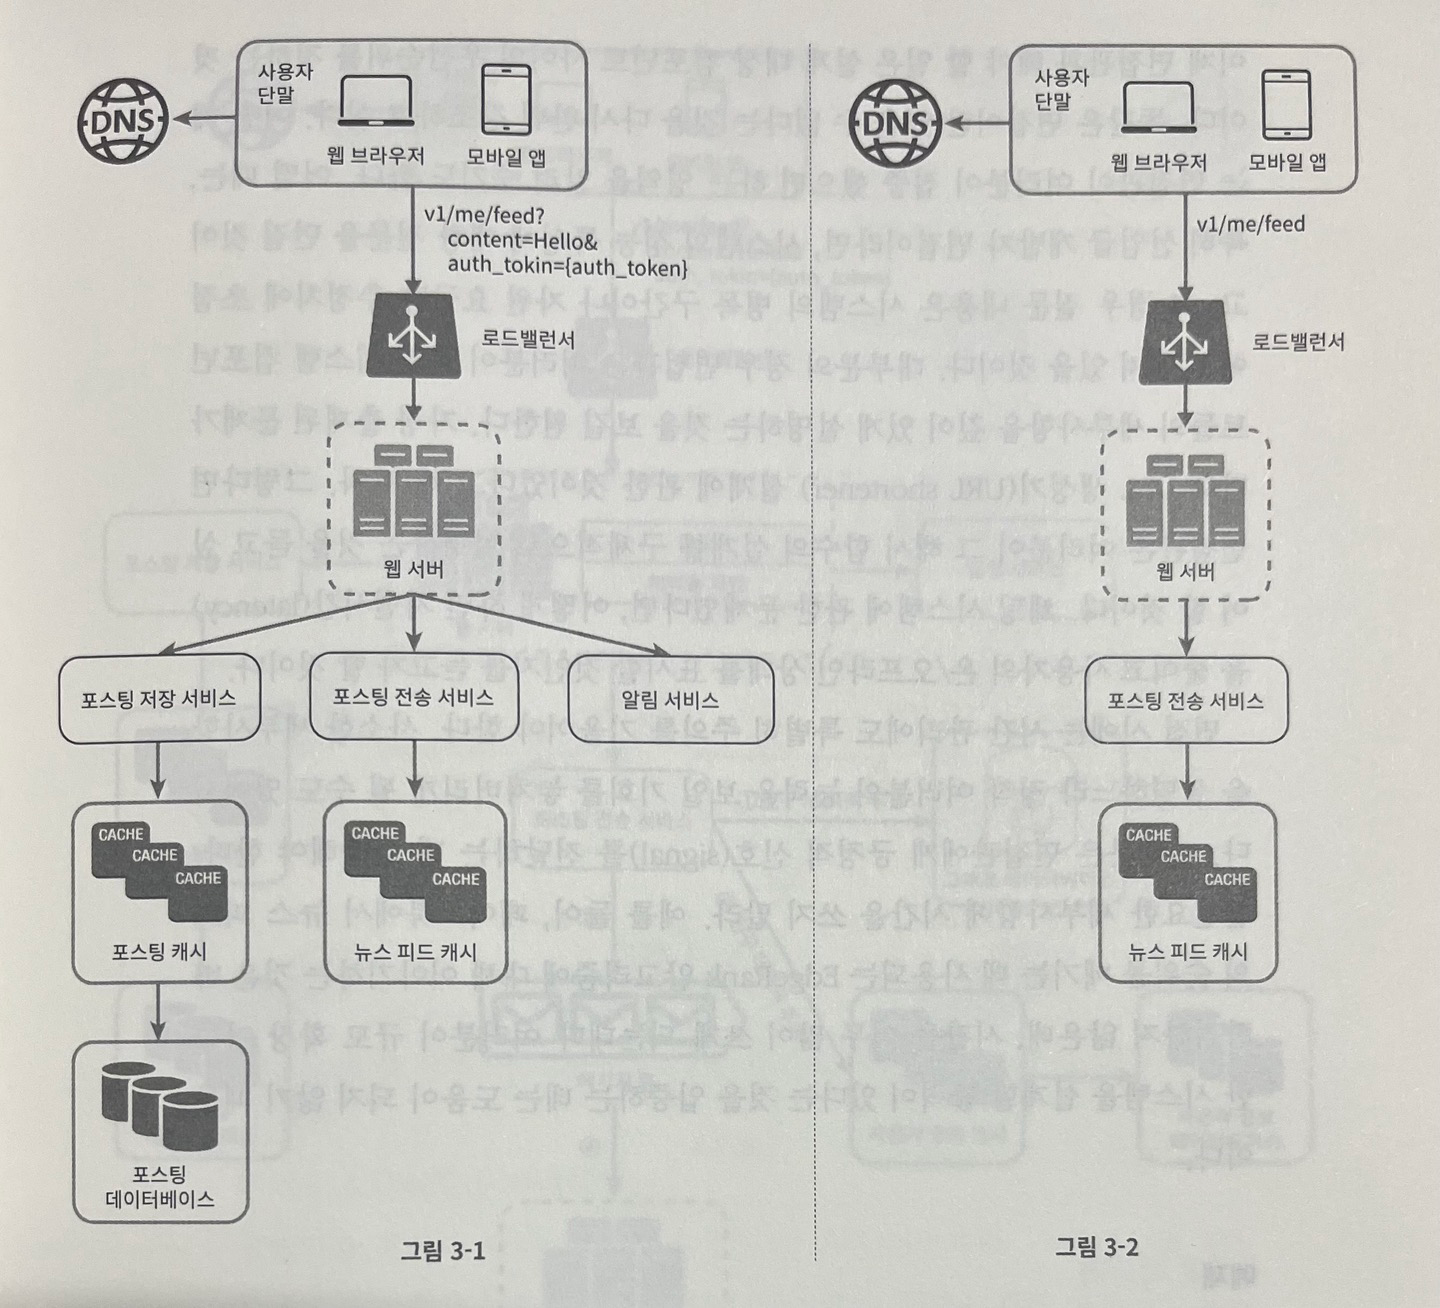 DNS
사용자
단말
웹 브라우저
모바일 앱
v1/me/feed?
content=Hello&
auth_tokin={auth_token}
로드밸런서
웹 서버
포스팅 저장 서비스
포스팅 전송 서비스
알림 서비스
CACHE
CACHE
CACHE
포스팅 캐시
CACHE
CACHE
CACHE
뉴스 피드 캐시
포스팅
데이터베이스
그림 3-1
DNS
사용자
단말
웹 브라우저
모바일 앱
v1/me/feed
로드밸런서
웹 서버
포스팅 전송 서비스
CACHE
CACHE
CACHE
뉴스 피드 캐시
그림 3-2